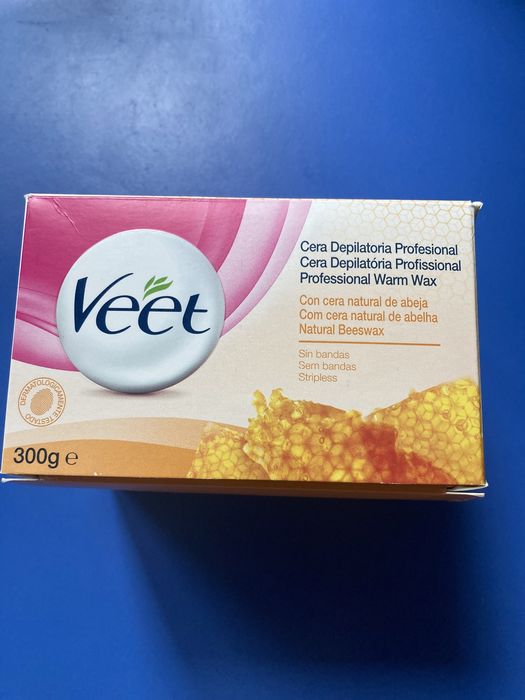 Veet
Cera Depilatoria Profesional
Cera Depilatória Profissional
Professional Warm Wax
Con cera natural de abeja
Com cera natural de abelha
Natural Beeswax
Sin bandas
Sem bandas
Stripless
DERMATOLOGICAMENTE TESTADO
300g e